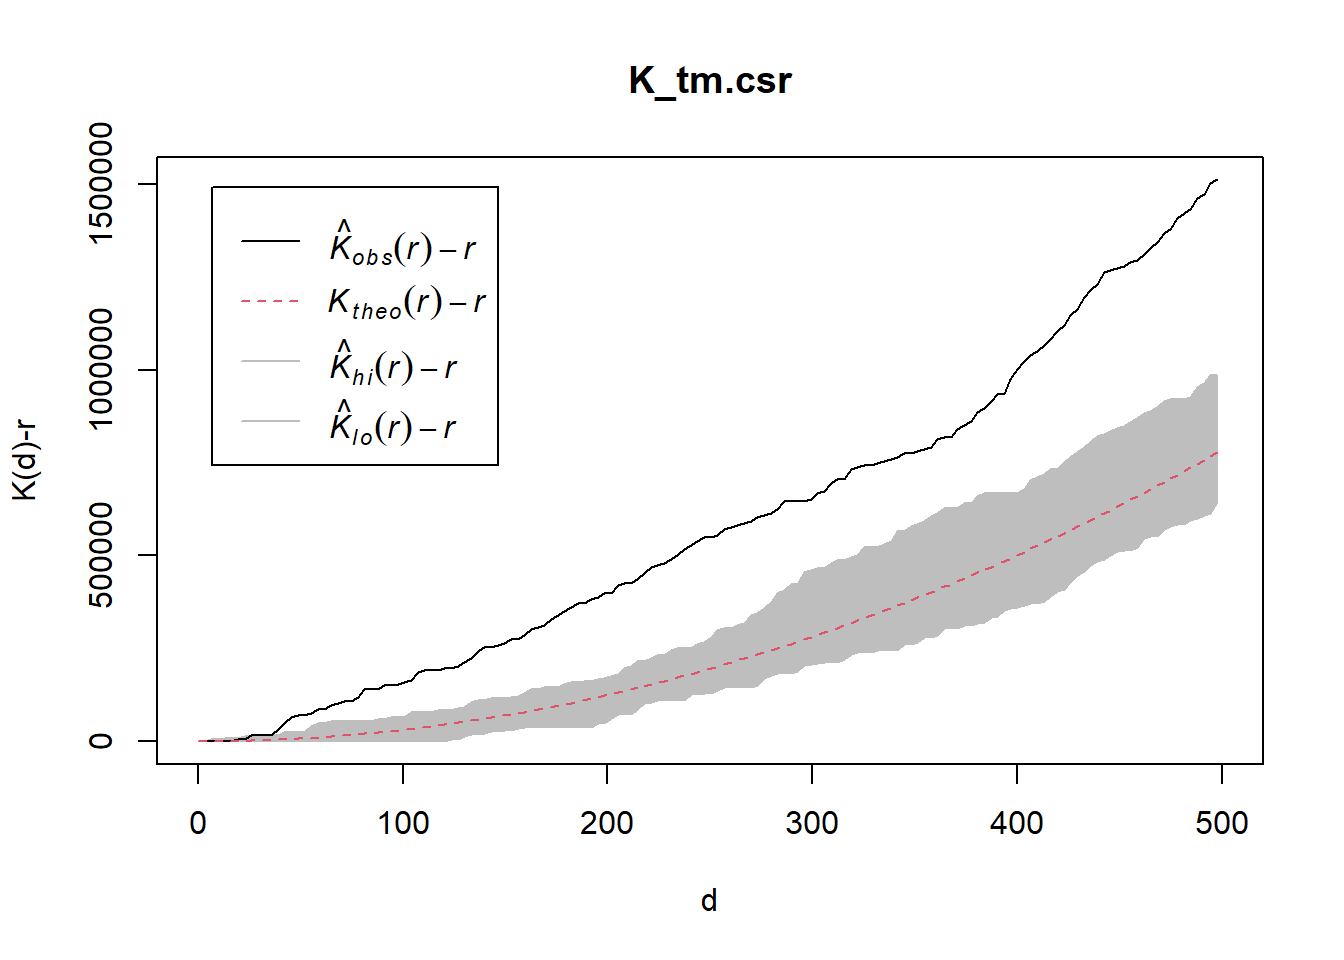 K_tm.csr
K̂obs(r) − r
Ktheo(r) − r
K̂hi(r) − r
K̂lo(r) − r
K(d)-r
1500000
1000000
500000
0
0 100 200 300 400 500
d